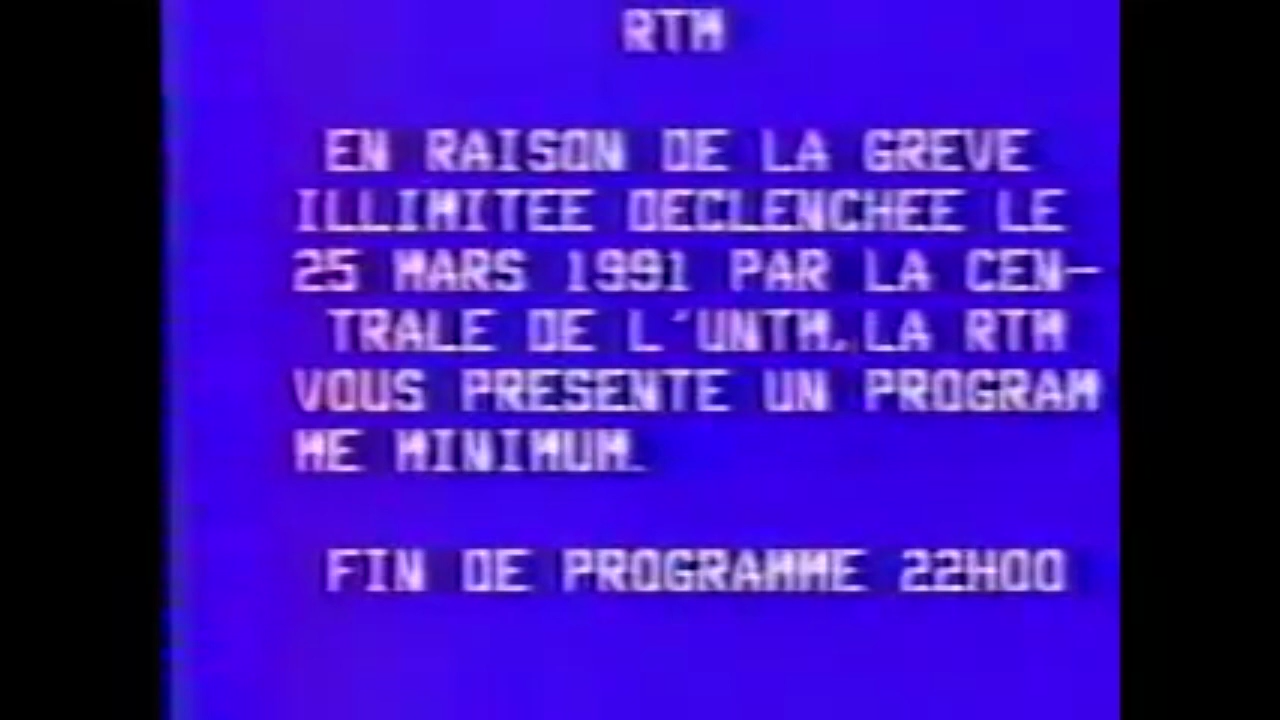 RTM
EN RAISON DE LA GREVE
ILLIMITEE DECLENCHEE LE
25 MARS 1991 PAR LA CEN-
TRALE DE L'UNTM.LA RTM
VOUS PRESENTE UN PROGRAM
ME MINIMUM.
FIN DE PROGRAMME 22H00